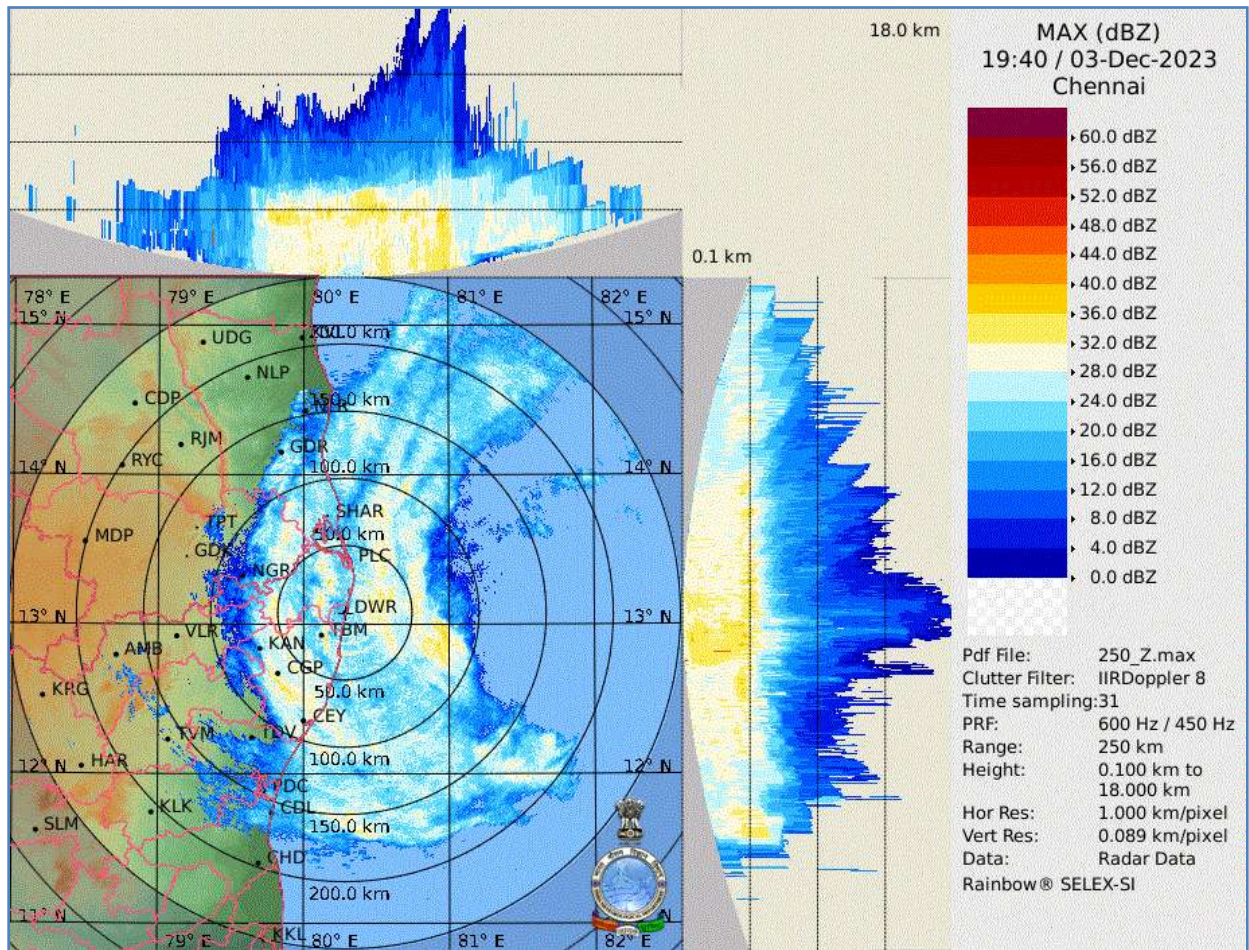 18.0 km
0.1 km
MAX (dBZ)
19:40 / 03-Dec-2023
Chennai
60.0 dBZ
56.0 dBZ
52.0 dBZ
48.0 dBZ
44.0 dBZ
40.0 dBZ
36.0 dBZ
32.0 dBZ
28.0 dBZ
24.0 dBZ
20.0 dBZ
16.0 dBZ
12.0 dBZ
8.0 dBZ
4.0 dBZ
0.0 dBZ
Pdf File: 250_Z.max
Clutter Filter: IIRDoppler 8
Time sampling:31
PRF: 600 Hz / 450 Hz
Range: 250 km
Height: 0.100 km to
18.000 km
Hor Res: 1.000 km/pixel
Vert Res: 0.089 km/pixel
Data: Radar Data
Rainbow® SELEX-SI
78° E 79° E 80° E 81° E 82° E
15° N 15° N
UDG
NLP
CDP
150.0 km
RJM
GDR
RYC
100.0 km
14° N 14° N
SHAR
TPT
50.0 km
MDP
GDK
PLC
NGR
DWR
13° N 13° N
TBM
VLR
KAN
AMB
CGP
KRG
50.0 km
CEY
TVM
TDV
100.0 km
HAR
12° N 12° N
PDC
CDL
KLK
150.0 km
SLM
CHD
200.0 km
11° N 11° N
KKL
79° E 80° E 81° E 82° E